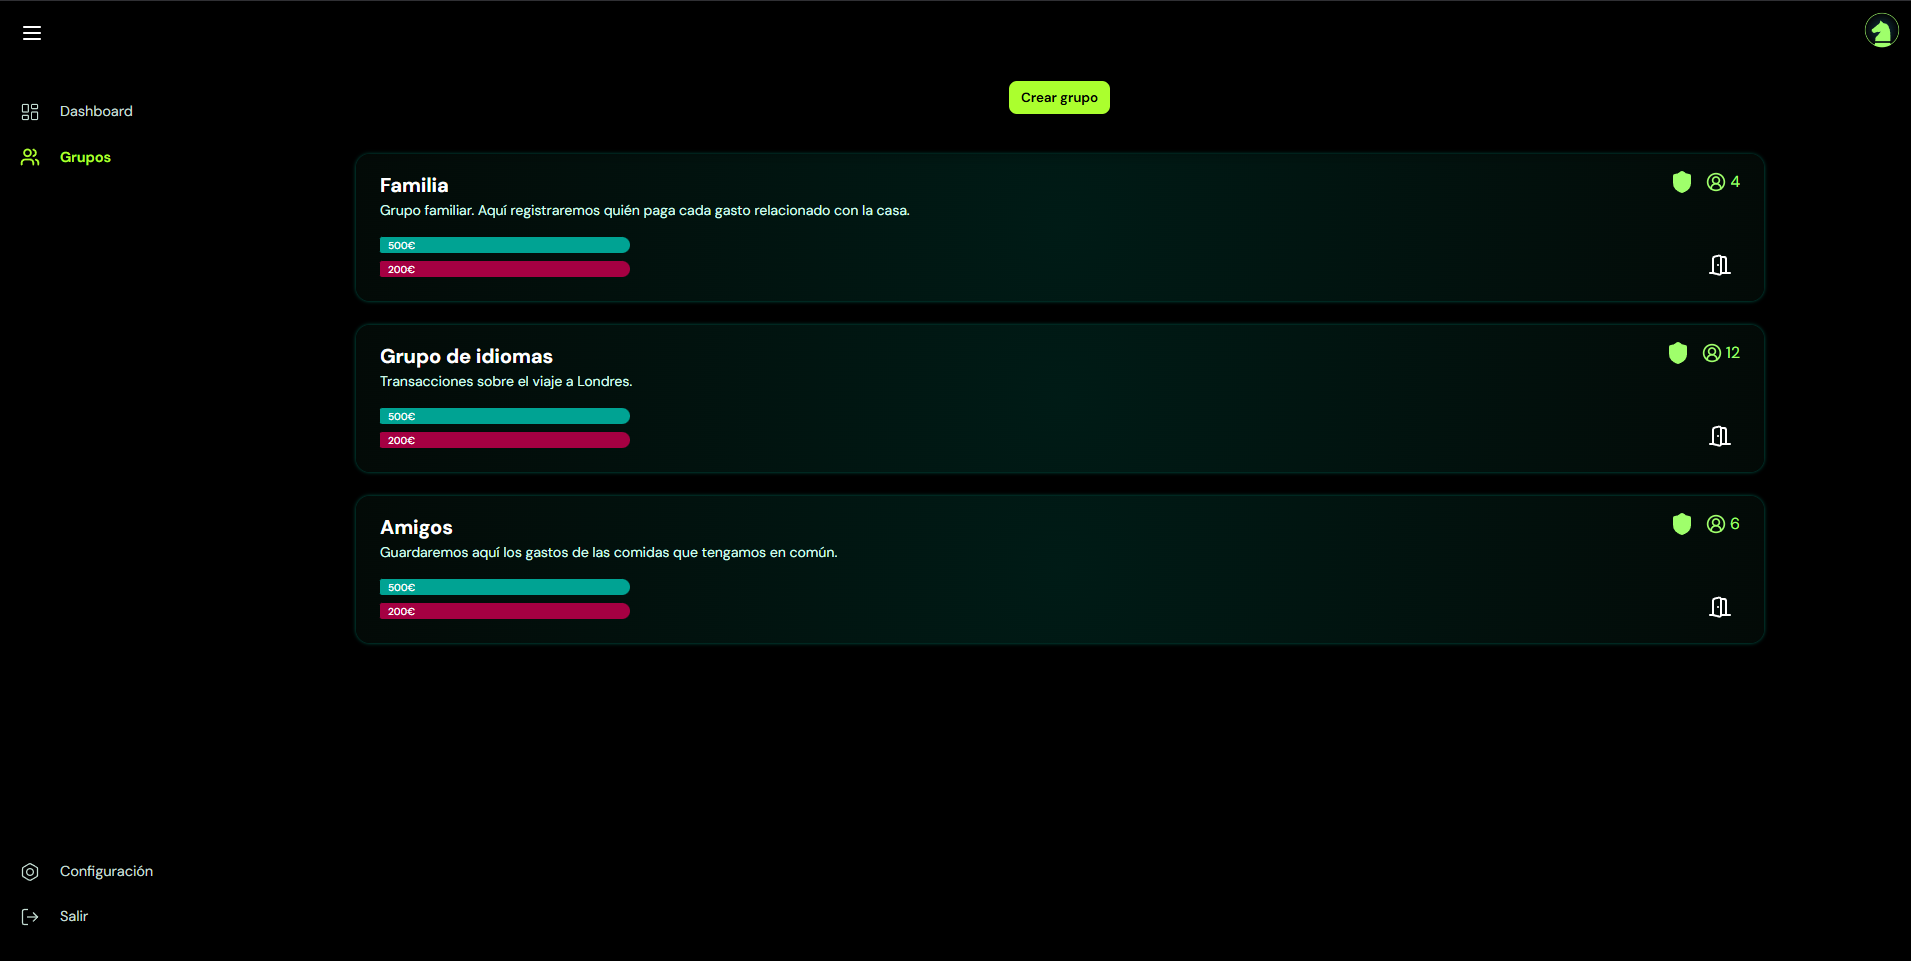 Crear grupo
Dashboard
Grupos
Familia
4
Grupo familiar. Aquí registraremos quién paga cada gasto relacionado con la casa.
500€
200€
Grupo de idiomas
12
Transacciones sobre el viaje a Londres.
500€
200€
Amigos
6
Guardaremos aquí los gastos de las comidas que tengamos en común.
500€
200€
Configuración
Salir